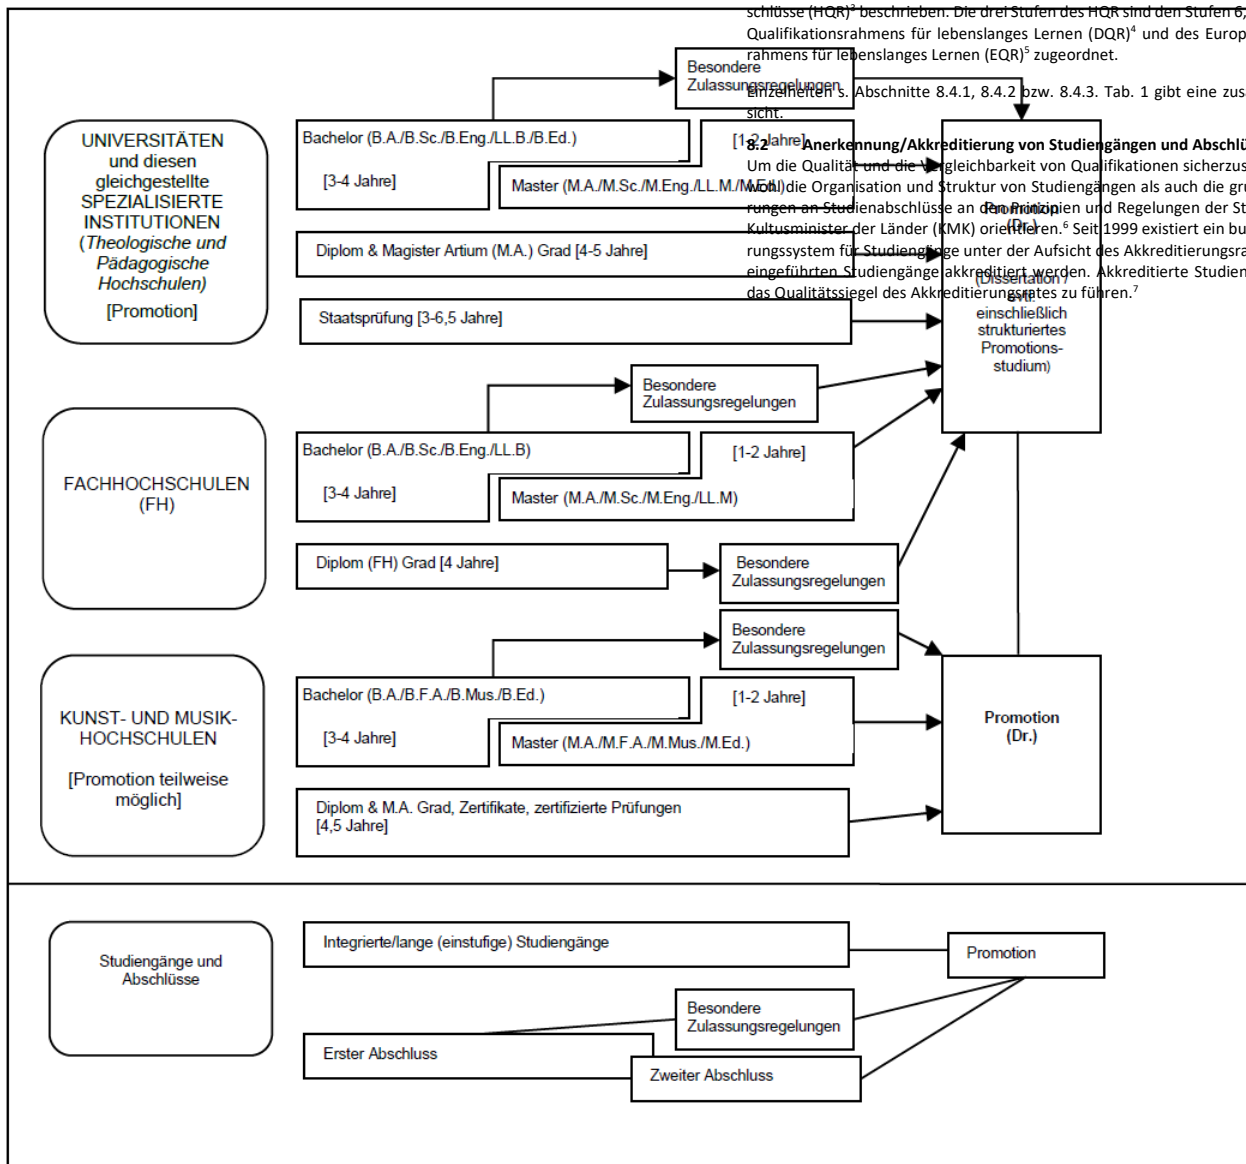 schlüsse (HQR)³ beschrieben. Die drei Stufen des HQR sind den Stufen 6,
Qualifikationsrahmens für lebenslanges Lernen (DQR)⁴ und des Europ
rahmens für lebenslanges Lernen (EQR)⁵ zugeordnet.
Einzelheiten s. Abschnitte 8.4.1, 8.4.2 bzw. 8.4.3. Tab. 1 gibt eine zusa
sicht.
8.2 Anerkennung/Akkreditierung von Studiengängen und Abschlü
Um die Qualität und die Vergleichbarkeit von Qualifikationen sicherzus
wohl die Organisation und Struktur von Studiengängen als auch die gru
rungen an Studienabschlüsse an den Prinzipien und Regelungen der St
Kultusminister der Länder (KMK) orientieren.⁶ Seit 1999 existiert ein bu
rungssystem für Studiengänge unter der Aufsicht des Akkreditierungsra
eingeführten Studiengänge akkreditiert werden. Akkreditierte Studien
das Qualitätssiegel des Akkreditierungsrates zu führen.⁷
UNIVERSITÄTEN
und diesen
gleichgestellte
SPEZIALISIERTE
INSTITUTIONEN
(Theologische und
Pädagogische
Hochschulen)
[Promotion]
Besondere
Zulassungsregelungen
Bachelor (B.A./B.Sc./B.Eng./LL.B./B.Ed.)
[3-4 Jahre]
[1-2 Jahre]
Master (M.A./M.Sc./M.Eng./LL.M./M.Ed.)
Diplom & Magister Artium (M.A.) Grad [4-5 Jahre]
Staatsprüfung [3-6,5 Jahre]
Promotion
(Dr.)
(Dissertation /
evtl.
einschließlich
strukturiertes
Promotions-
studium)
FACHHOCHSCHULEN
(FH)
Besondere
Zulassungsregelungen
Bachelor (B.A./B.Sc./B.Eng./LL.B)
[3-4 Jahre]
[1-2 Jahre]
Master (M.A./M.Sc./M.Eng./LL.M)
Diplom (FH) Grad [4 Jahre]
Besondere
Zulassungsregelungen
KUNST- UND MUSIK-
HOCHSCHULEN
[Promotion teilweise
möglich]
Besondere
Zulassungsregelungen
Bachelor (B.A./B.F.A./B.Mus./B.Ed.)
[3-4 Jahre]
[1-2 Jahre]
Master (M.A./M.F.A./M.Mus./M.Ed.)
Diplom & M.A. Grad, Zertifikate, zertifizierte Prüfungen
[4,5 Jahre]
Promotion
(Dr.)
Studiengänge und
Abschlüsse
Integrierte/lange (einstufige) Studiengänge
Promotion
Besondere
Zulassungsregelungen
Erster Abschluss
Zweiter Abschluss